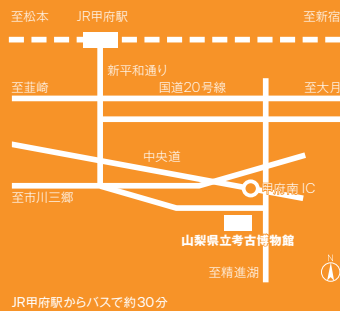 至松本 JR甲府駅 至新宿
新平和通り
至韮崎 国道20号線 至大月
中央道
甲府南IC
至市川三郷
山梨県立考古博物館
至精進湖
N
JR甲府駅からバスで約30分